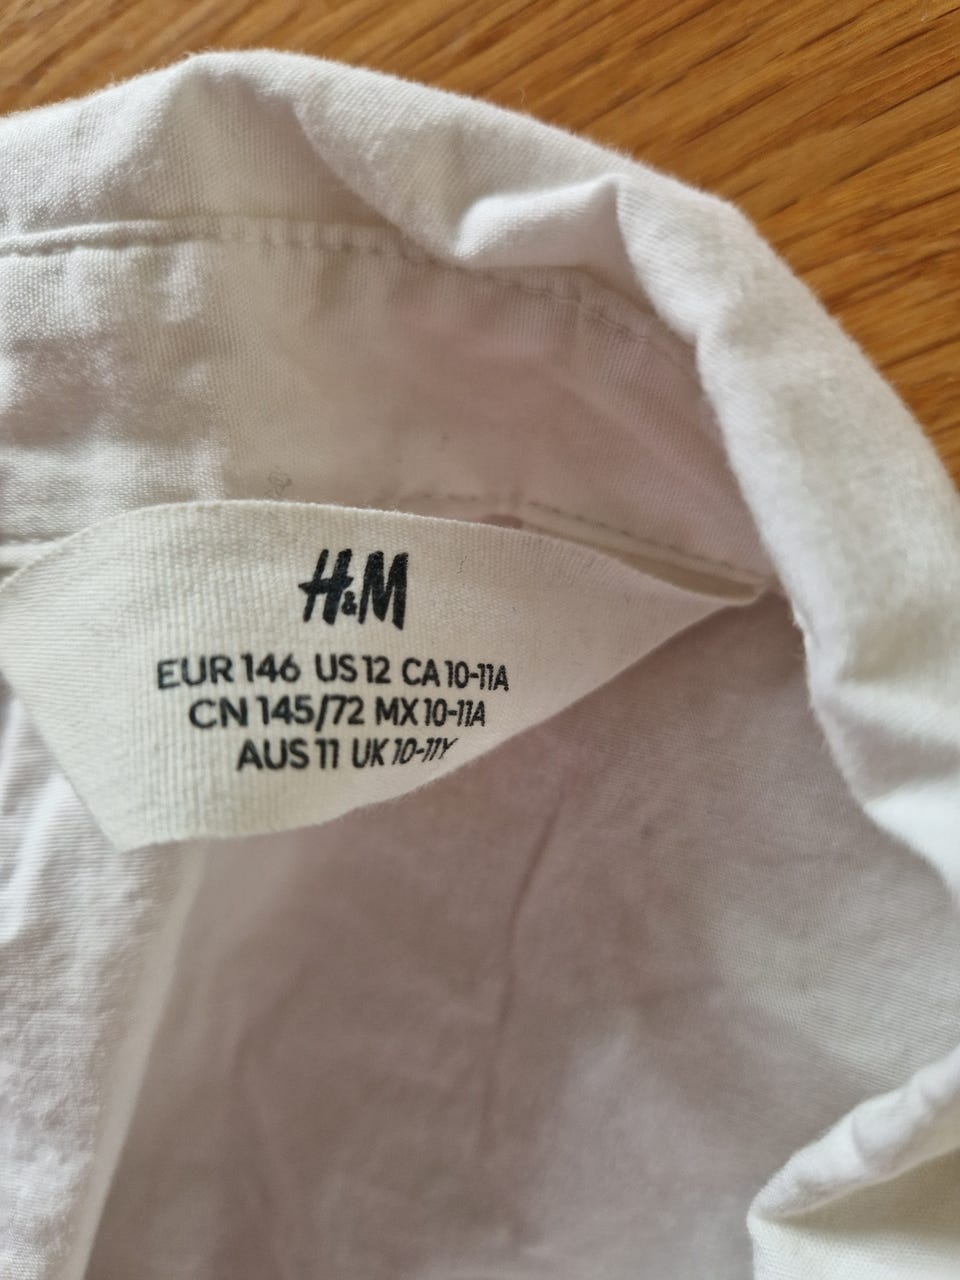 H&M
EUR 146 US 12 CA 10-11A
CN 145/72 MX 10-11A
AUS 11 UK 10-11Y